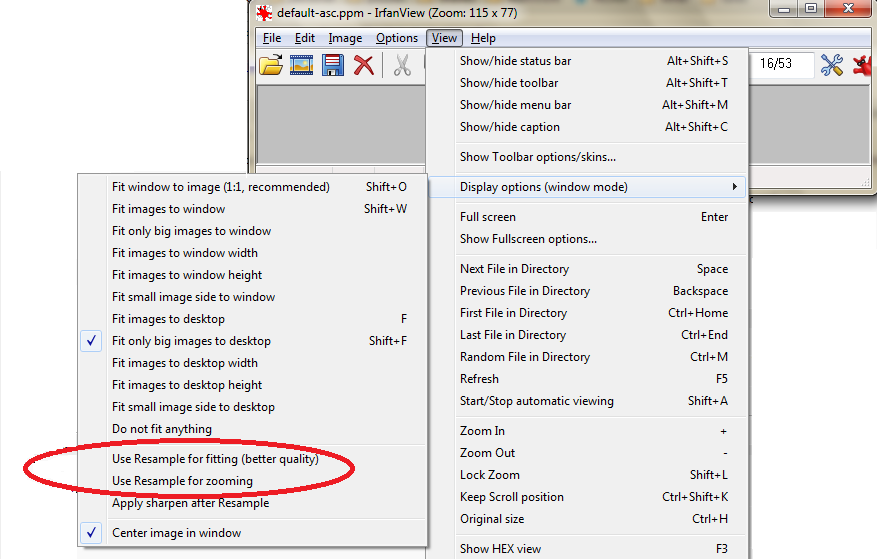 default-asc.ppm - IrfanView (Zoom: 115 x 77)
File Edit Image Options View Help
16/53
Show/hide status bar Alt+Shift+S
Show/hide toolbar Alt+Shift+T
Show/hide menu bar Alt+Shift+M
Show/hide caption Alt+Shift+C
Show Toolbar options/skins...
Display options (window mode)
Full screen Enter
Show Fullscreen options...
Next File in Directory Space
Previous File in Directory Backspace
First File in Directory Ctrl+Home
Last File in Directory Ctrl+End
Random File in Directory Ctrl+M
Refresh F5
Start/Stop automatic viewing Shift+A
Zoom In +
Zoom Out -
Lock Zoom Shift+L
Keep Scroll position Ctrl+Shift+K
Original size Ctrl+H
Show HEX view F3
Fit window to image (1:1, recommended) Shift+O
Fit images to window Shift+W
Fit only big images to window
Fit images to window width
Fit images to window height
Fit small image side to window
Fit images to desktop F
Fit only big images to desktop Shift+F
Fit images to desktop width
Fit images to desktop height
Fit small image side to desktop
Do not fit anything
Use Resample for fitting (better quality)
Use Resample for zooming
Apply sharpen after Resample
Center image in window